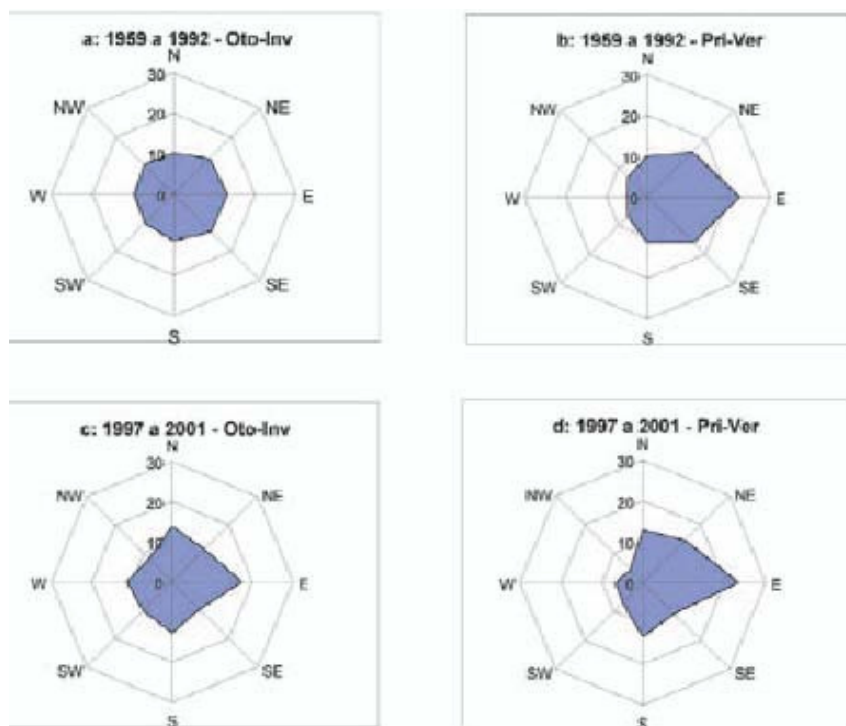 a: 1959 a 1992 - Oto-Inv
N
30
NW
NE
20
10
W
0
E
SW
SE
S
b: 1959 a 1992 - Pri-Ver
N
30
NW
NE
20
10
W
0
E
SW
SE
S
c: 1997 a 2001 - Oto-Inv
N
30
NW
NE
20
10
W
0
E
SW
SE
S
d: 1997 a 2001 - Pri-Ver
N
30
NW
NE
20
10
W
0
E
SW
SE
S